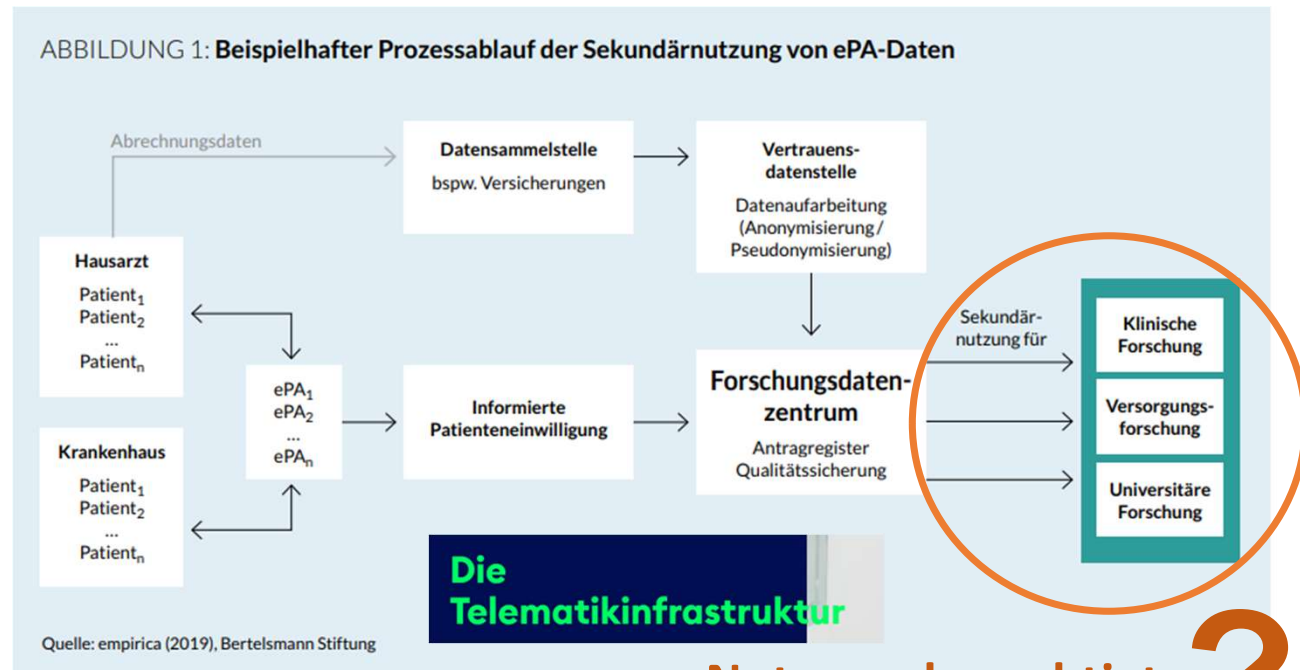 ABBILDUNG 1: Beispielhafter Prozessablauf der Sekundärnutzung von ePA-Daten
Abrechnungsdaten
Datensammelstelle
bspw. Versicherungen
Vertrauens-
datenstelle
Datenaufarbeitung
(Anonymisierung/
Pseudonymisierung)
Hausarzt
Patient₁
Patient₂
...
Patientₙ
Krankenhaus
Patient₁
Patient₂
...
Patientₙ
ePA₁
ePA₂
...
ePAₙ
Informierte
Patienteneinwilligung
Forschungsdaten-
zentrum
Antragregister
Qualitätssicherung
Sekundär-
nutzung für
Klinische
Forschung
Versorgungs-
forschung
Universitäre
Forschung
Die
Telematikinfrastruktur
Quelle: empirica (2019), Bertelsmann Stiftung
?